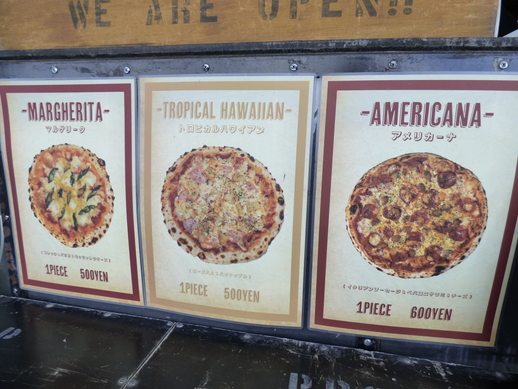 WE ARE OPEN!!
-MARGHERITA-
マルゲリータ
1PIECE 500YEN
-TROPICAL HAWAIIAN-
トロピカルハワイアン
1PIECE 500YEN
-AMERICANA-
アメリカーナ
1PIECE 600YEN